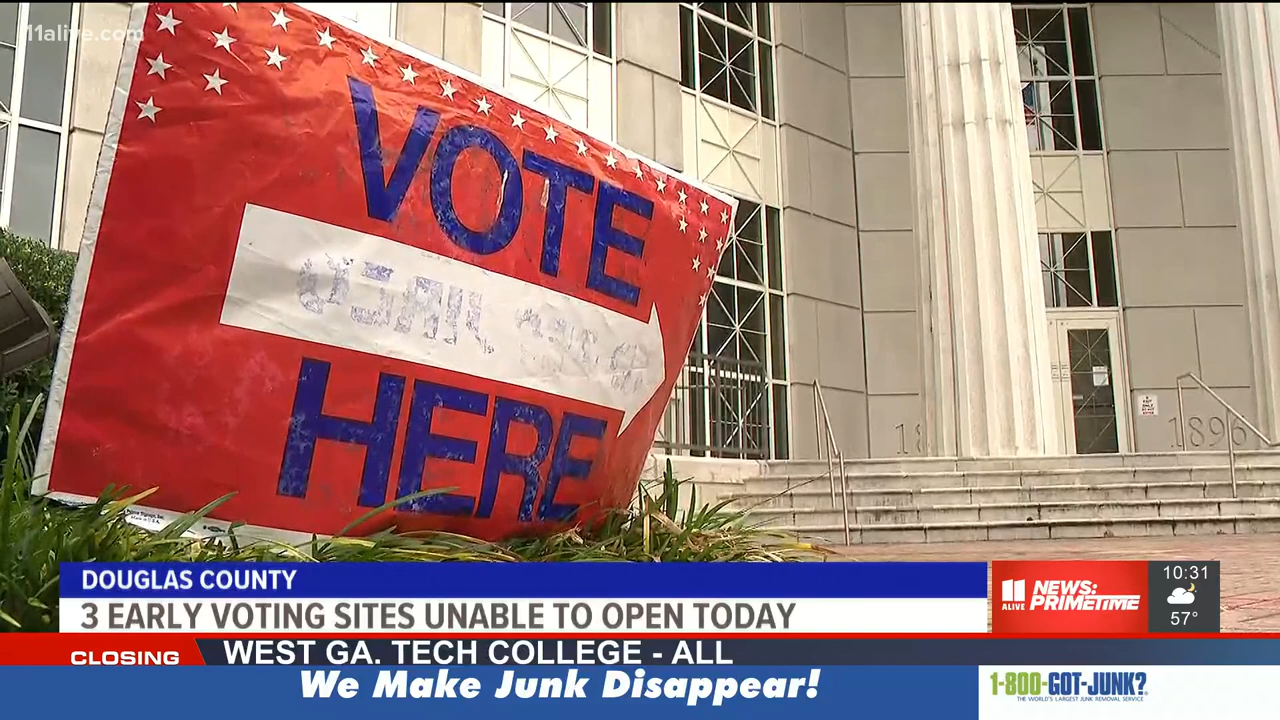 11alive.com
VOTE
HERE
1896
DOUGLAS COUNTY
3 EARLY VOTING SITES UNABLE TO OPEN TODAY
11 ALIVE
NEWS:
PRIMETIME
10:31
57°
CLOSING
WEST GA. TECH COLLEGE - ALL
We Make Junk Disappear!
1-800-GOT-JUNK?
THE WORLD'S LARGEST JUNK REMOVAL SERVICE